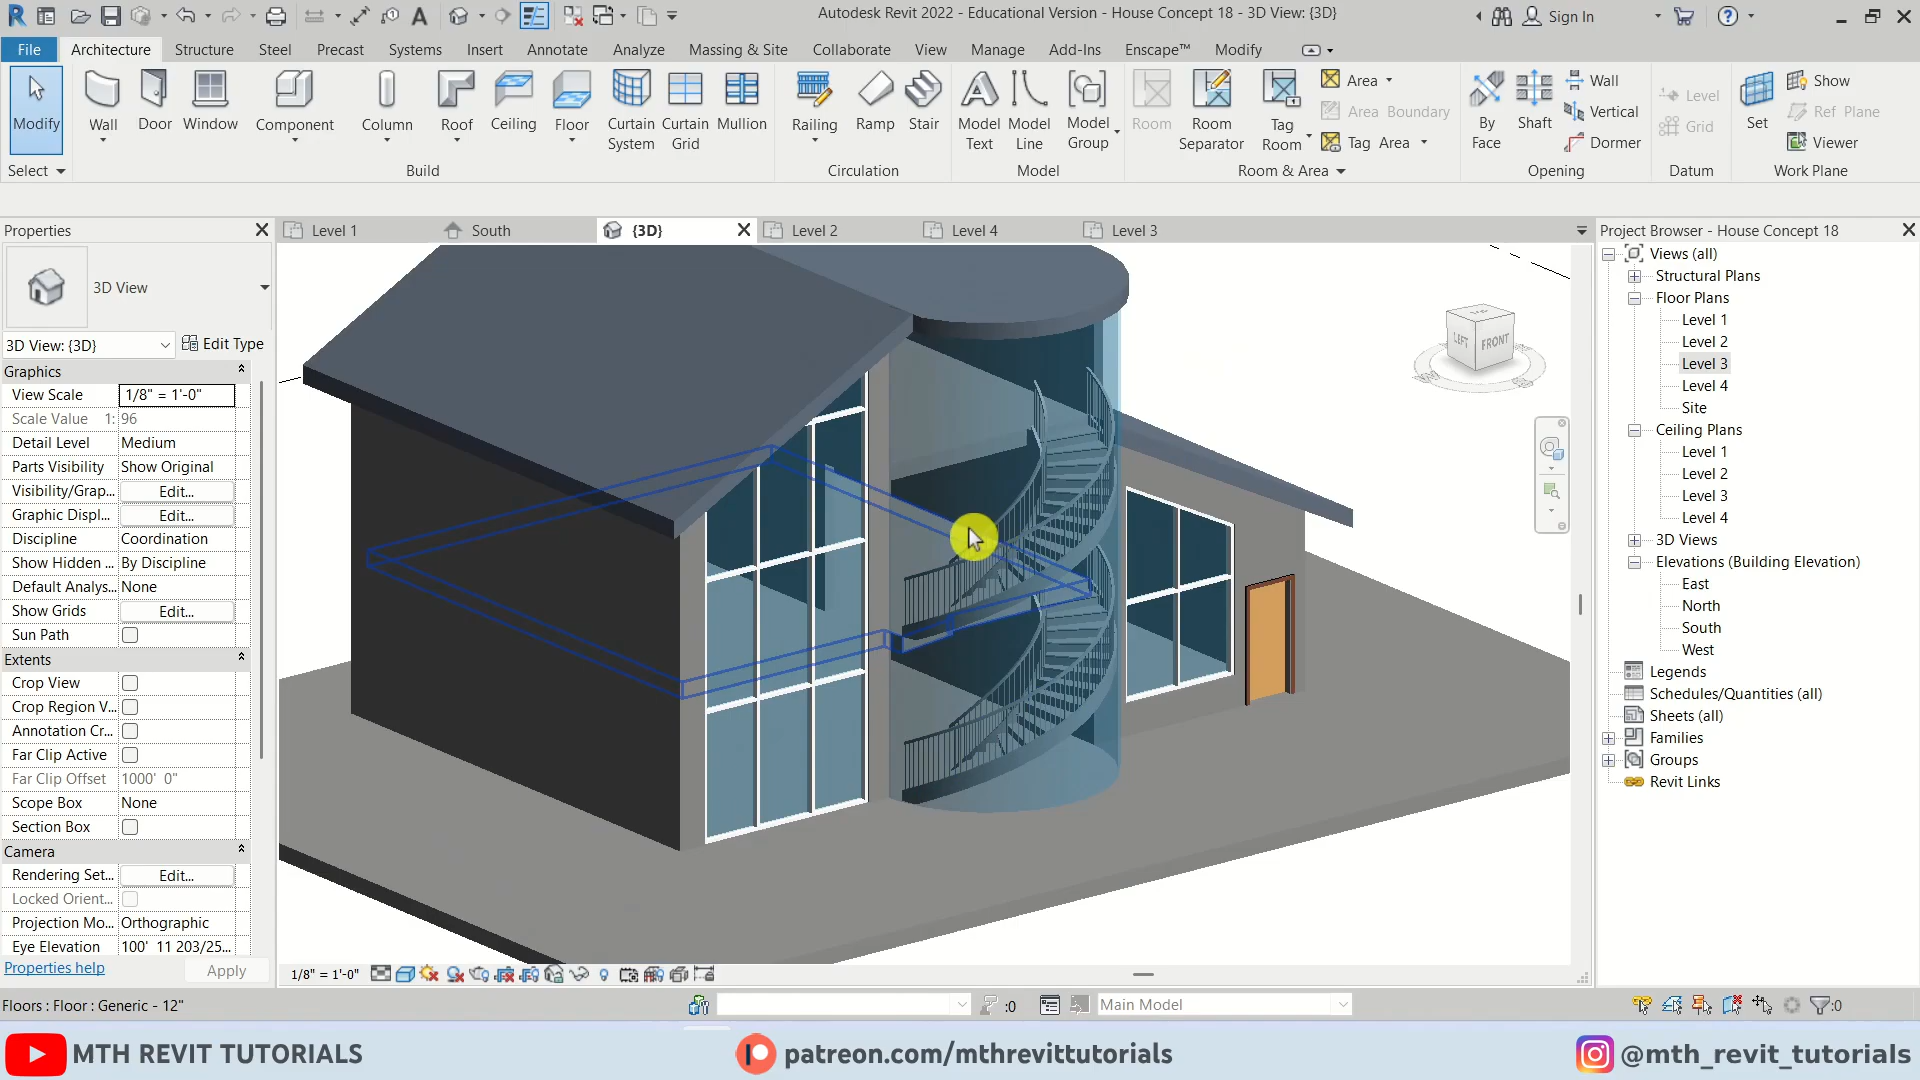 Autodesk Revit 2022 - Educational Version - House Concept 18 - 3D View: {3D}
Sign In
File Architecture Structure Steel Precast Systems Insert Annotate Analyze Massing & Site Collaborate View Manage Add-Ins Enscape™ Modify
Modify Wall Door Window Component Column Roof Ceiling Floor Curtain System Curtain Grid Mullion Railing Ramp Stair Model Text Model Line Model Group Room Room Separator Tag Room
Area
Area Boundary
Tag Area
By Face Shaft
Wall
Vertical
Dormer
Level
Grid
Set
Show
Ref Plane
Viewer
Select Build Circulation Model Room & Area Opening Datum Work Plane
Properties
3D View
3D View: {3D} Edit Type
Graphics
View Scale 1/8" = 1'-0"
Scale Value 1: 96
Detail Level Medium
Parts Visibility Show Original
Visibility/Grap... Edit...
Graphic Displ... Edit...
Discipline Coordination
Show Hidden ... By Discipline
Default Analys... None
Show Grids Edit...
Sun Path
Extents
Crop View
Crop Region V...
Annotation Cr...
Far Clip Active
Far Clip Offset 1000' 0"
Scope Box None
Section Box
Camera
Rendering Set... Edit...
Locked Orient...
Projection Mo... Orthographic
Eye Elevation 100' 11 203/25...
Properties help Apply
Level 1 South {3D} Level 2 Level 4 Level 3
TOP
LEFT FRONT
1/8" = 1'-0"
Project Browser - House Concept 18
Views (all)
Structural Plans
Floor Plans
Level 1
Level 2
Level 3
Level 4
Site
Ceiling Plans
Level 1
Level 2
Level 3
Level 4
3D Views
Elevations (Building Elevation)
East
North
South
West
Legends
Schedules/Quantities (all)
Sheets (all)
Families
Groups
Revit Links
Floors : Floor : Generic - 12"
:0
Main Model
:0
MTH REVIT TUTORIALS
patreon.com/mthrevittutorials
@mth_revit_tutorials